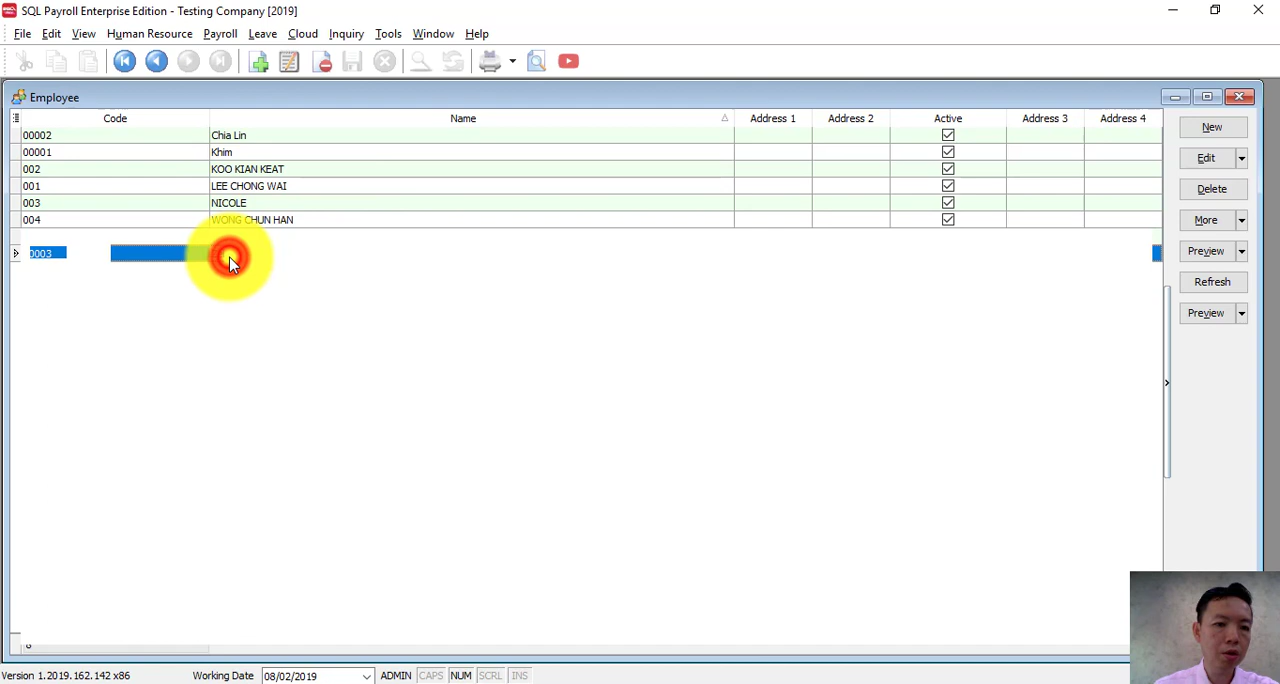 SQL Payroll Enterprise Edition - Testing Company [2019]
File Edit View Human Resource Payroll Leave Cloud Inquiry Tools Window Help
Employee
Code Name Address 1 Address 2 Active Address 3 Address 4
00002 Chia Lin
00001 Khim
002 KOO KIAN KEAT
001 LEE CHONG WAI
003 NICOLE
004 WONG CHUN HAN
0003
New
Edit
Delete
More
Preview
Refresh
Preview
Version 1.2019.162.142 x86 Working Date 08/02/2019 ADMIN CAPS NUM SCRL INS